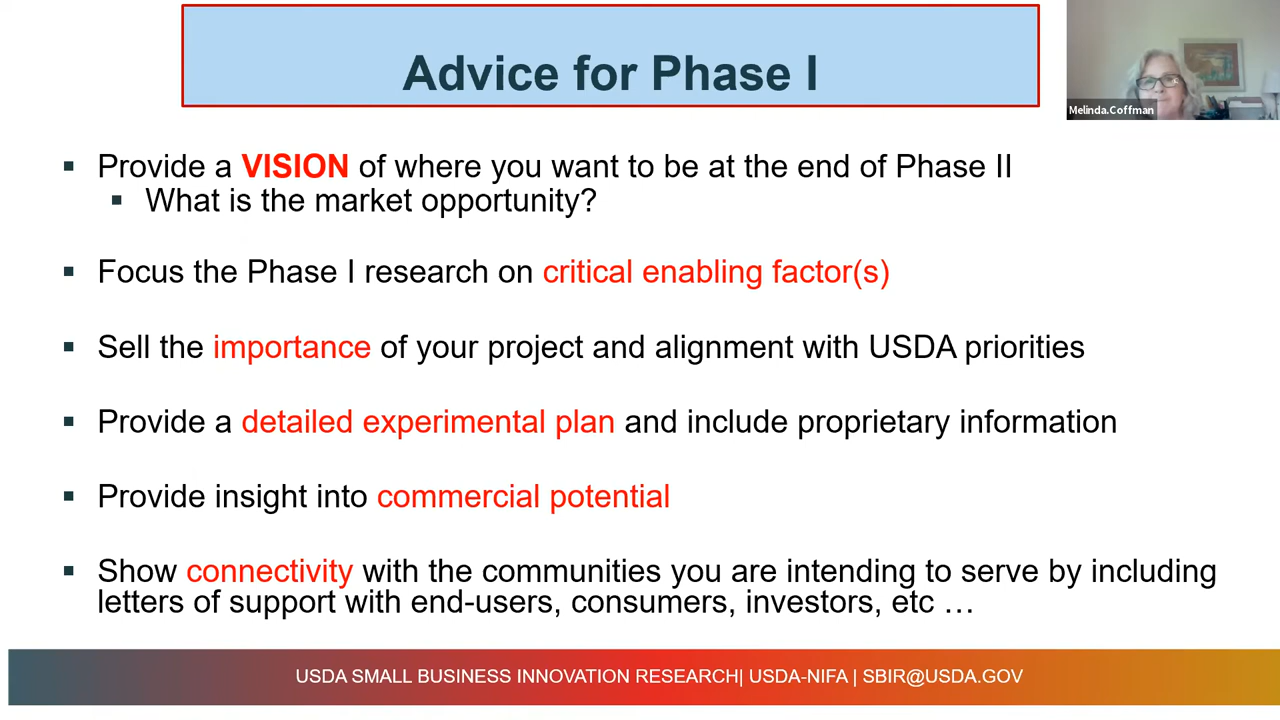 Advice for Phase I
Melinda.Coffman
▪ Provide a VISION of where you want to be at the end of Phase II
▪ What is the market opportunity?
▪ Focus the Phase I research on critical enabling factor(s)
▪ Sell the importance of your project and alignment with USDA priorities
▪ Provide a detailed experimental plan and include proprietary information
▪ Provide insight into commercial potential
▪ Show connectivity with the communities you are intending to serve by including
letters of support with end-users, consumers, investors, etc …
USDA SMALL BUSINESS INNOVATION RESEARCH| USDA-NIFA | SBIR@USDA.GOV